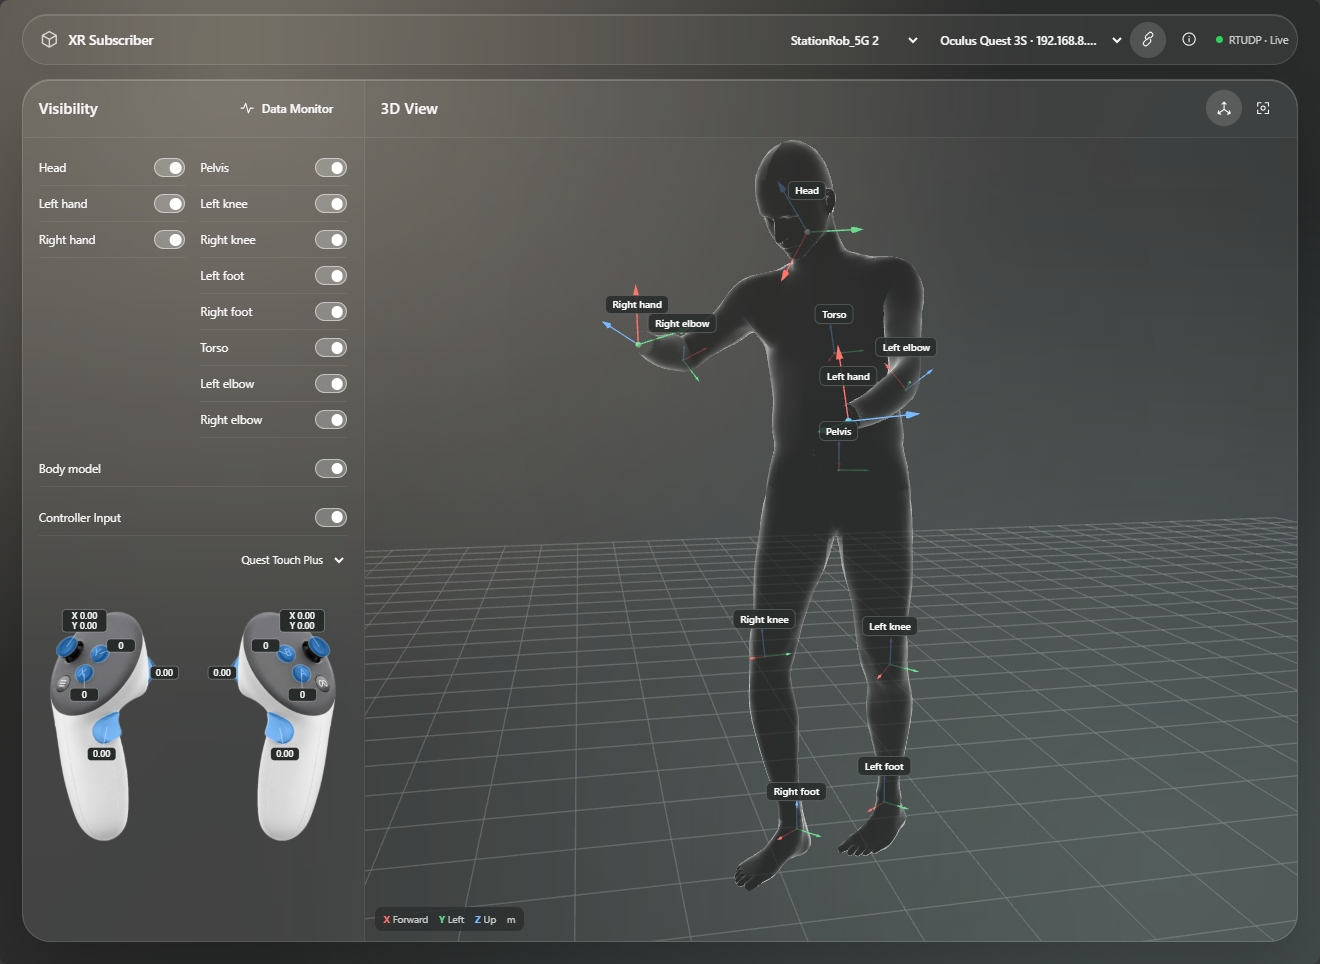 XR Subscriber
StationRob_5G 2
Oculus Quest 3S · 192.168.8....
RTUDP · Live
Visibility
Data Monitor
3D View
Head
Pelvis
Left hand
Left knee
Right hand
Right knee
Left foot
Right foot
Torso
Left elbow
Right elbow
Body model
Controller Input
Quest Touch Plus
X 0.00
Y 0.00
0
0.00
0
0.00
X 0.00
Y 0.00
0
0.00
0
0.00
Head
Right hand
Right elbow
Torso
Left elbow
Left hand
Pelvis
Right knee
Left knee
Left foot
Right foot
X Forward Y Left Z Up m